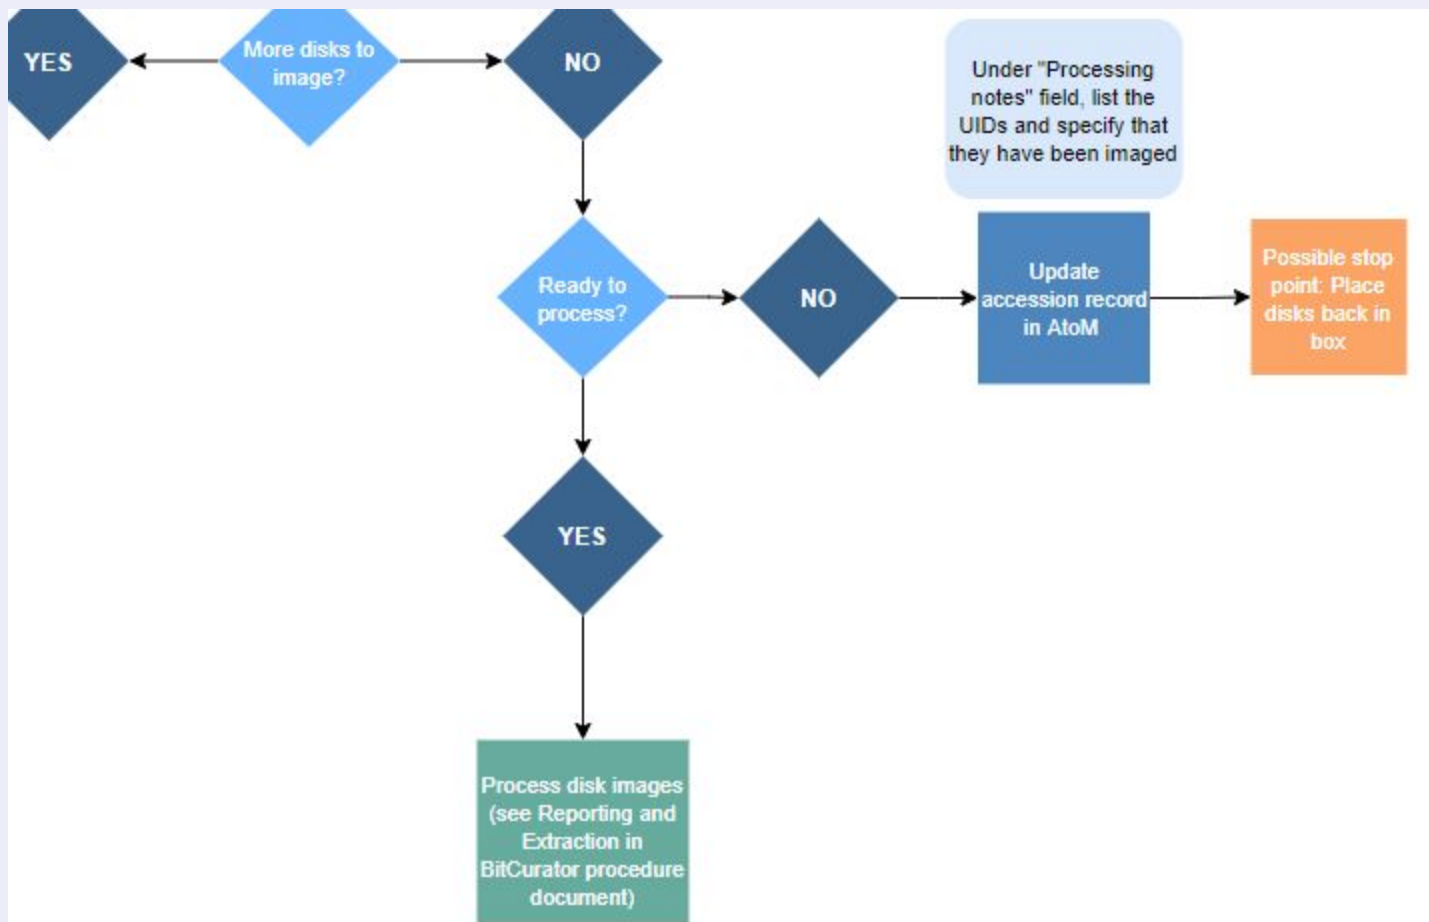 YES
More disks to
image?
NO
Under "Processing
notes" field, list the
UIDs and specify that
they have been imaged
Ready to
process?
NO
Update
accession record
in AtoM
Possible stop
point: Place
disks back in
box
YES
Process disk images
(see Reporting and
Extraction in
BitCurator procedure
document)